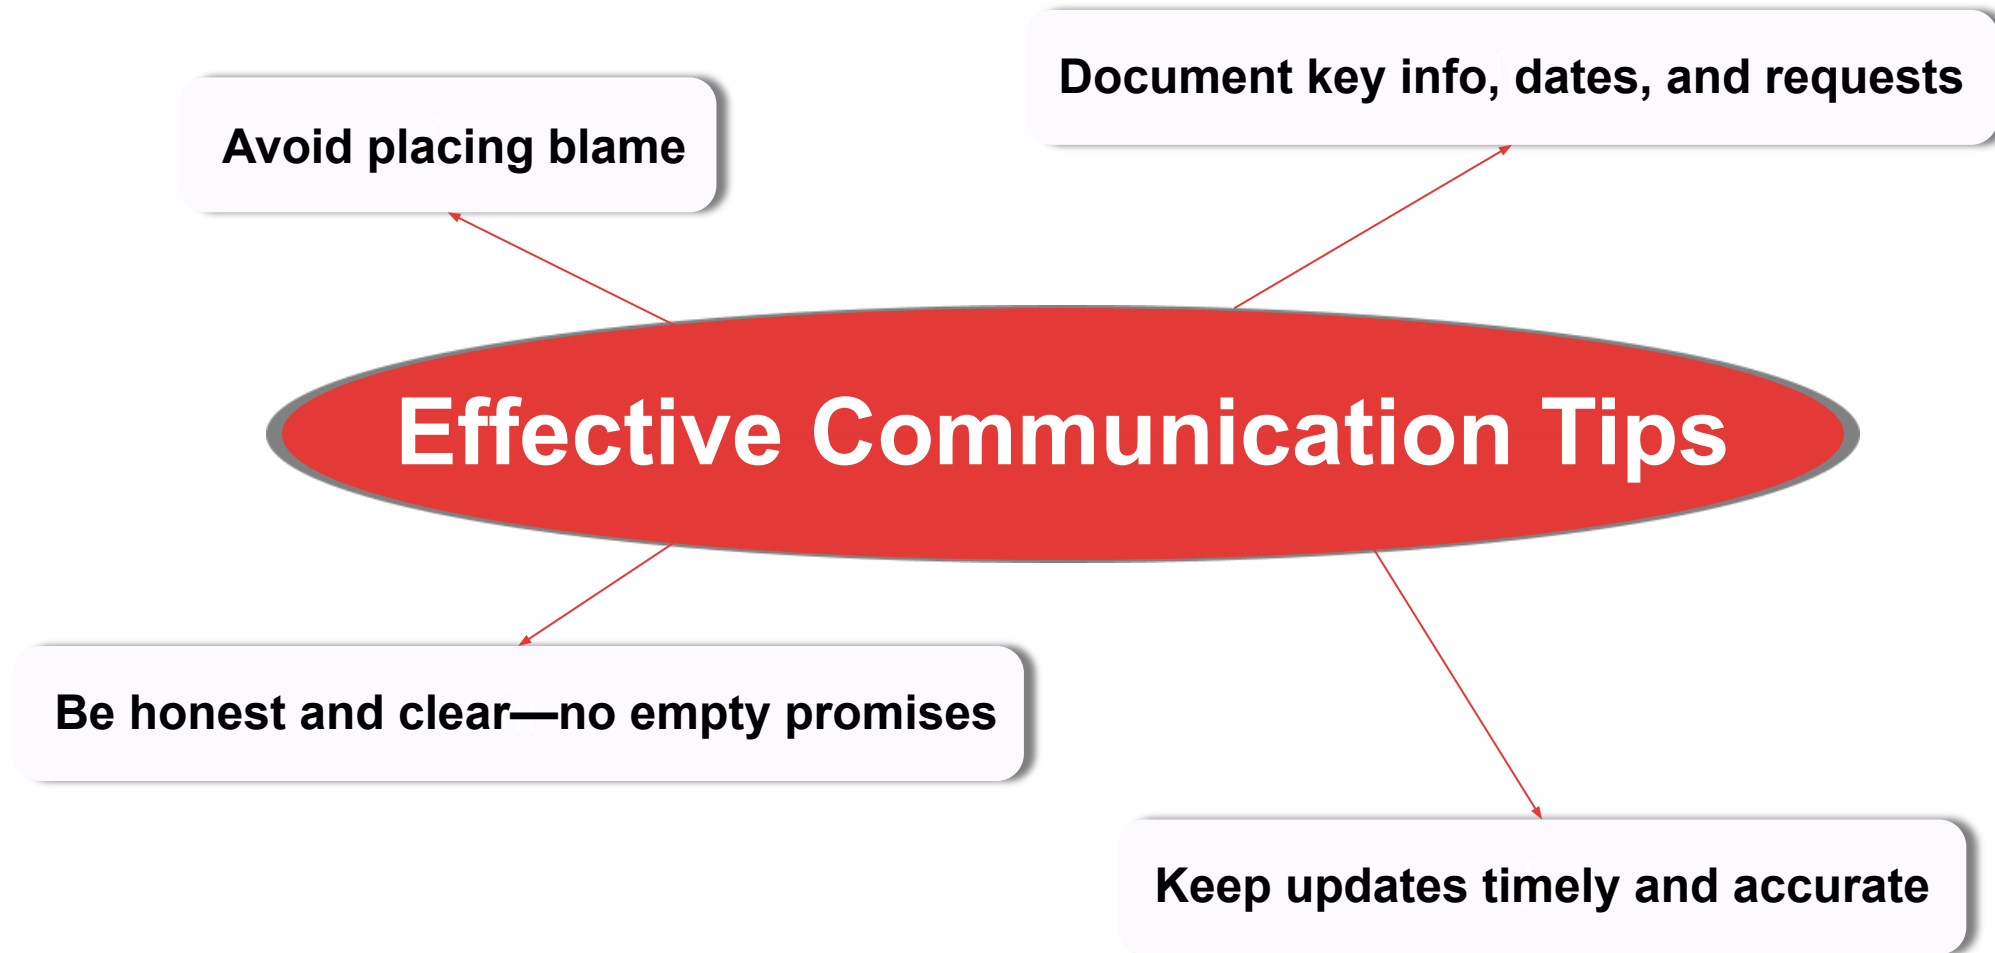 Avoid placing blame
Document key info, dates, and requests
Effective Communication Tips
Be honest and clear—no empty promises
Keep updates timely and accurate